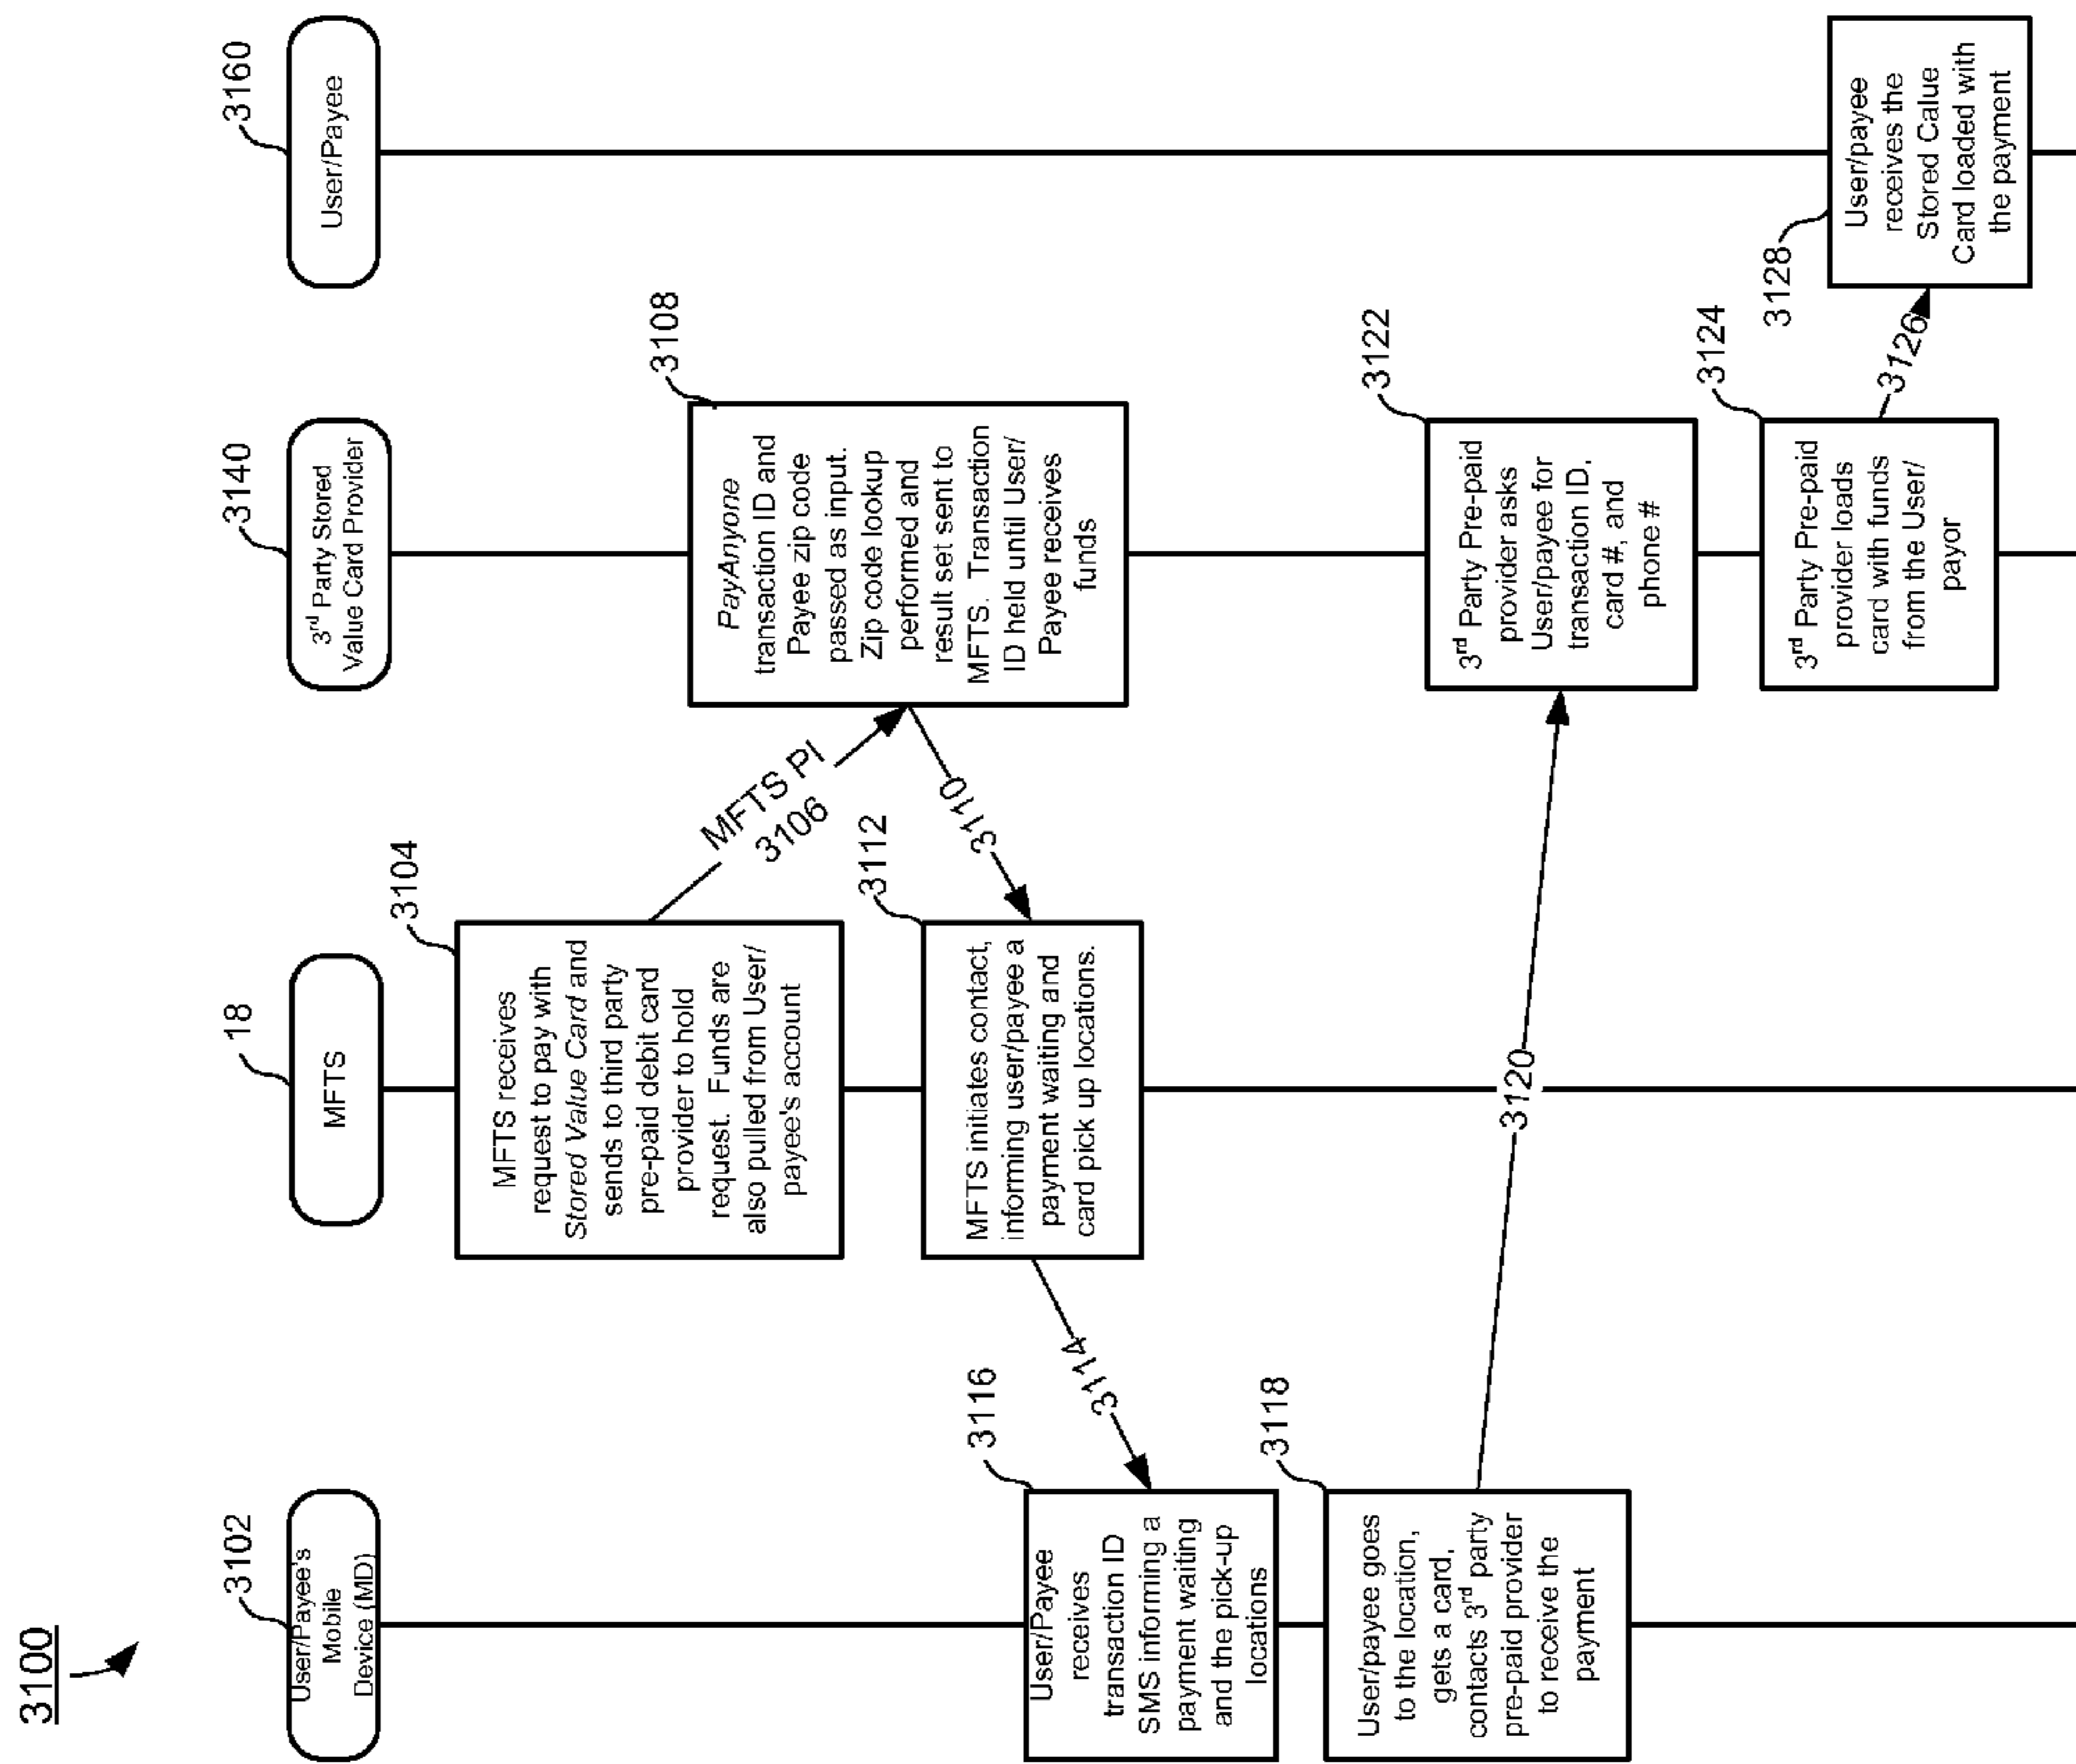 3100
3102
User/Payee's
Mobile
Device (MD)
18
MFTS
3140
3rd Party Stored
Value Card Provider
3160
User/Payee
3104
MFTS receives
request to pay with
Stored Value Card and
sends to third party
pre-paid debit card
provider to hold
request. Funds are
also pulled from User/
payee's account
MFTS PI
3106
3108
PayAnyone
transaction ID and
Payee zip code
passed as input.
Zip code lookup
performed and
result set sent to
MFTS. Transaction
ID held until User/
Payee receives
funds
3110
3112
MFTS initiates contact,
informing user/payee a
payment waiting and
card pick up locations.
3114
3116
User/Payee
receives
transaction ID
SMS informing a
payment waiting
and the pick-up
locations
3118
User/payee goes
to the location,
gets a card,
contacts 3rd party
pre-paid provider
to receive the
payment
3120
3122
3rd Party Pre-paid
provider asks
User/payee for
transaction ID,
card #, and
phone #
3124
3rd Party Pre-paid
provider loads
card with funds
from the User/
payor
3126
3128
User/payee
receives the
Stored Calue
Card loaded with
the payment